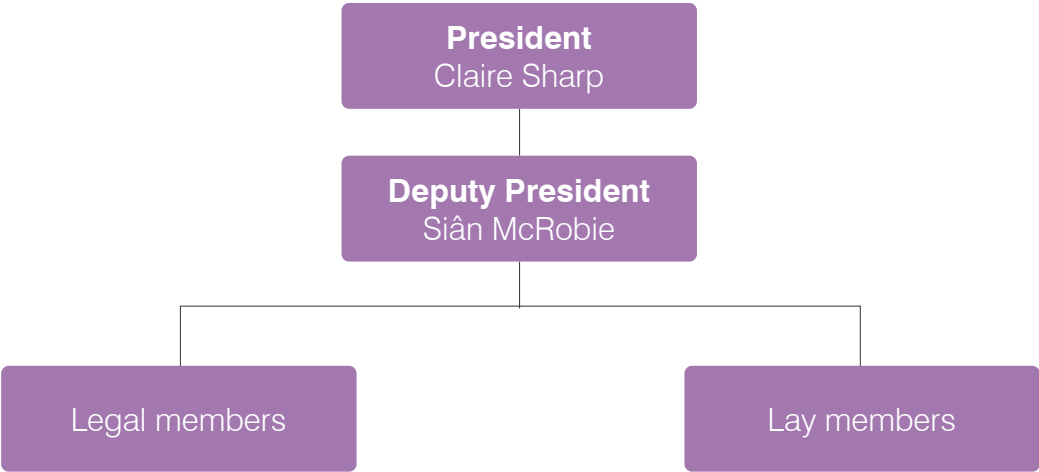 President
Claire Sharp
Deputy President
Siân McRobie
Legal members
Lay members